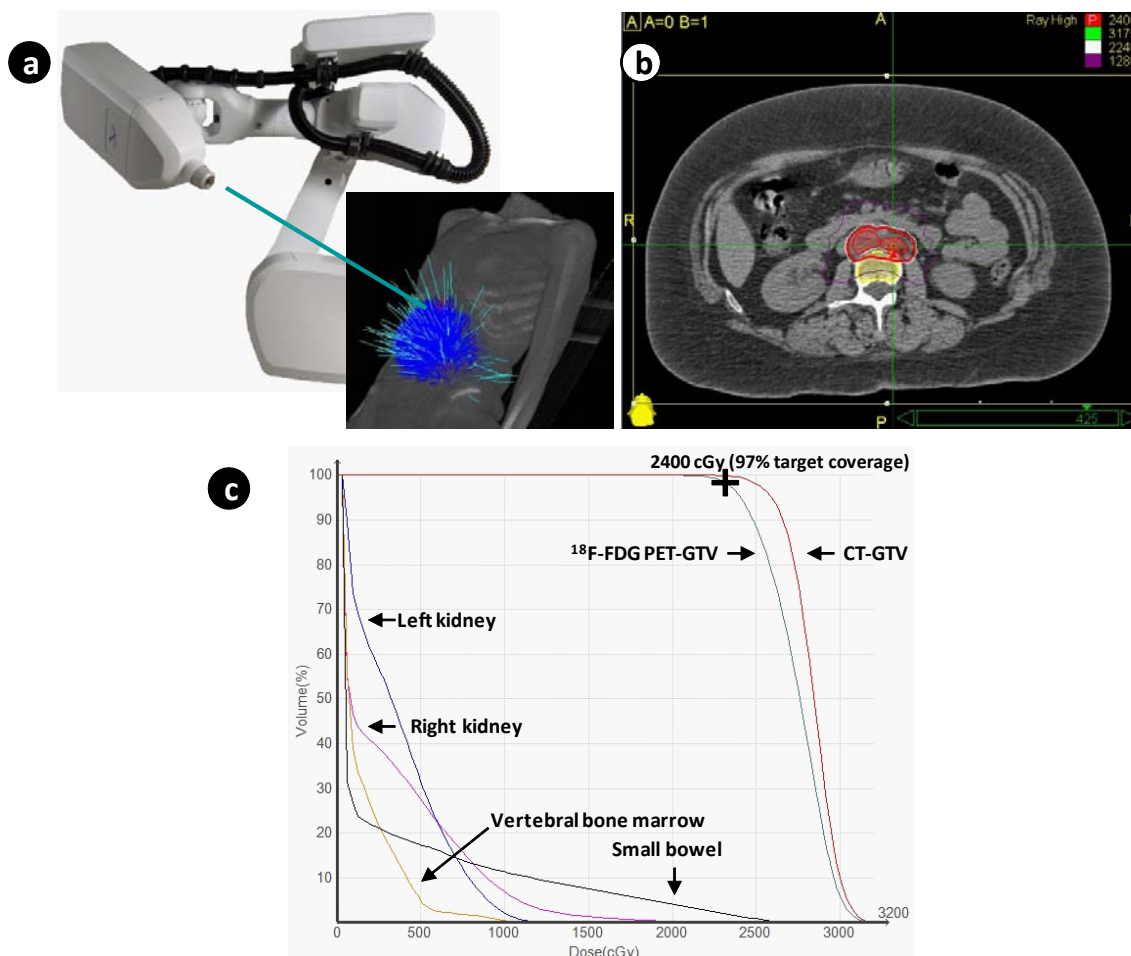 a
b
A A=0 B=1
A
Ray High
P 240
317
224
128
R
P
425
c
2400 cGy (97% target coverage)
100
90
80
70
60
50
40
30
20
10
Volume(%)
18F-FDG PET-GTV
CT-GTV
Left kidney
Right kidney
Vertebral bone marrow
Small bowel
3200
0
500
1000
1500
2000
2500
3000
Dose(cGy)